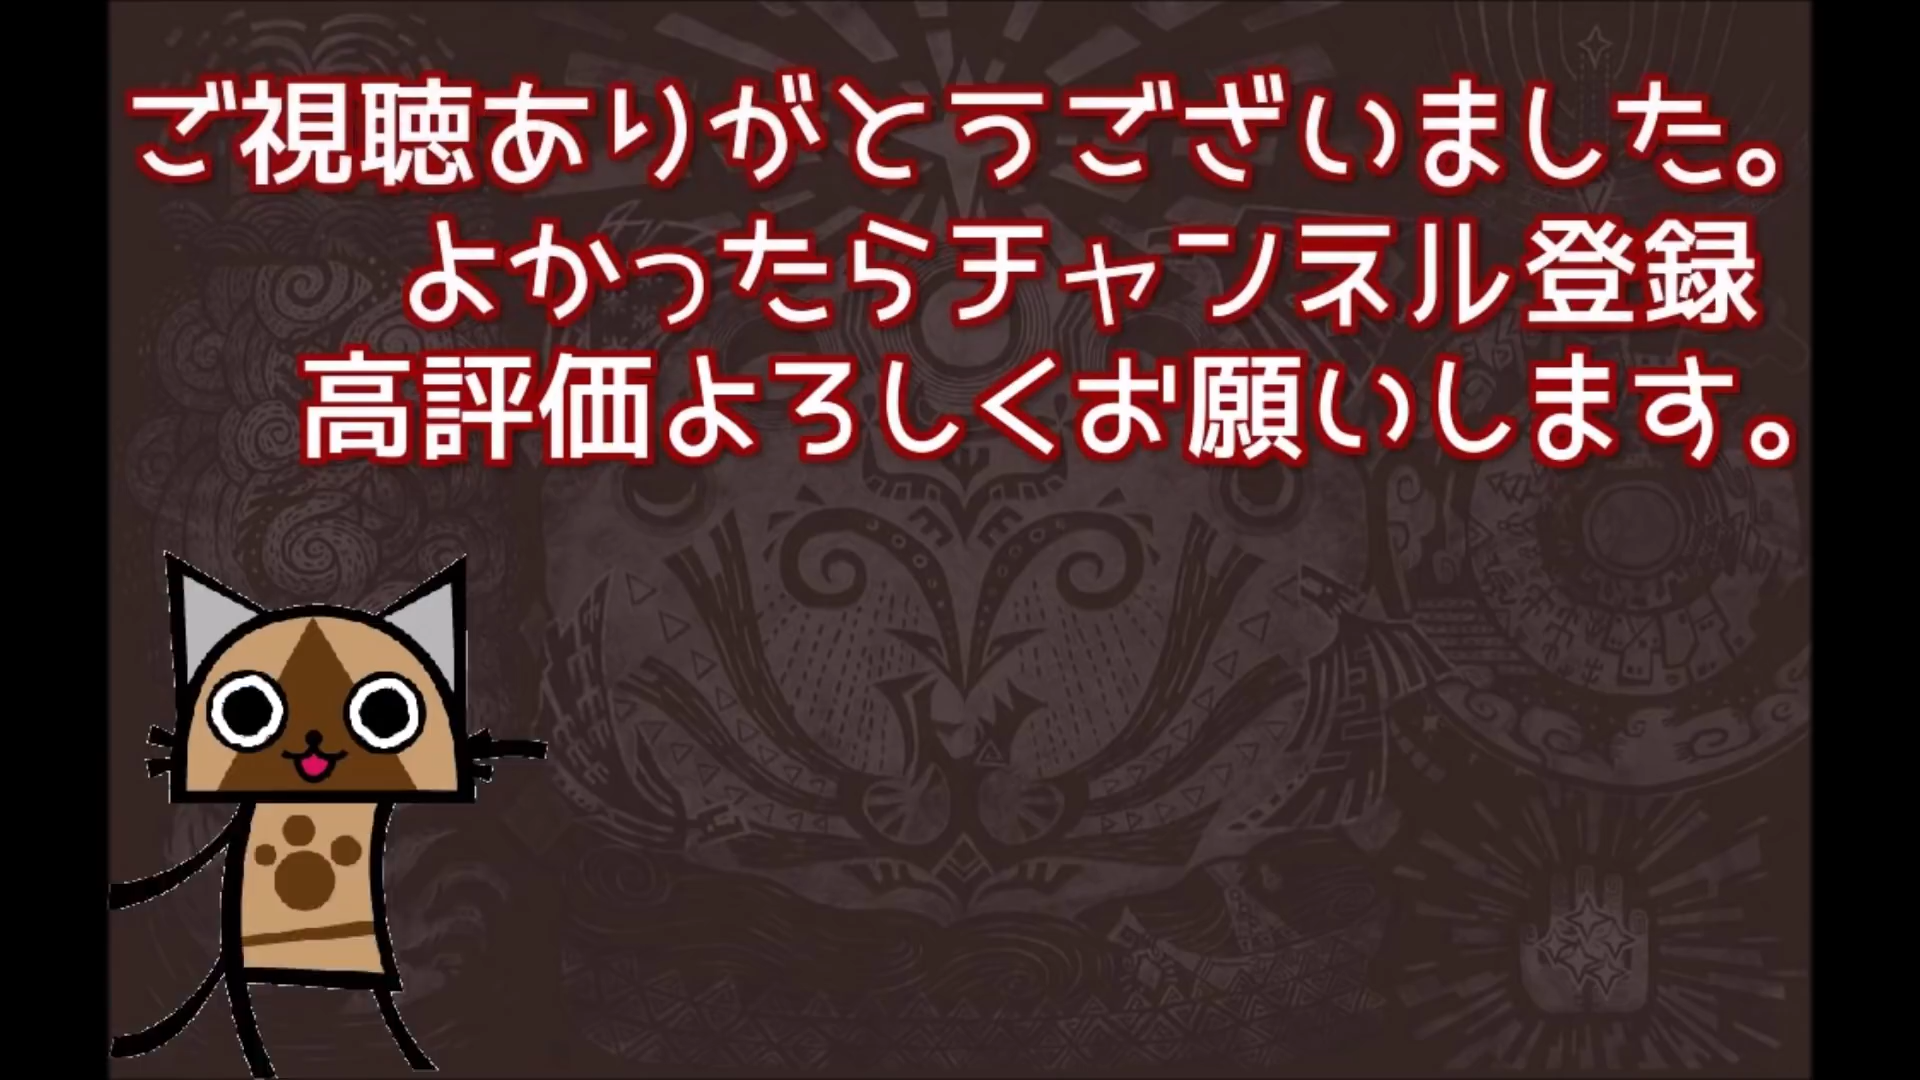 ご視聴ありがとうございました。
よかったらチャンネル登録
高評価よろしくお願いします。